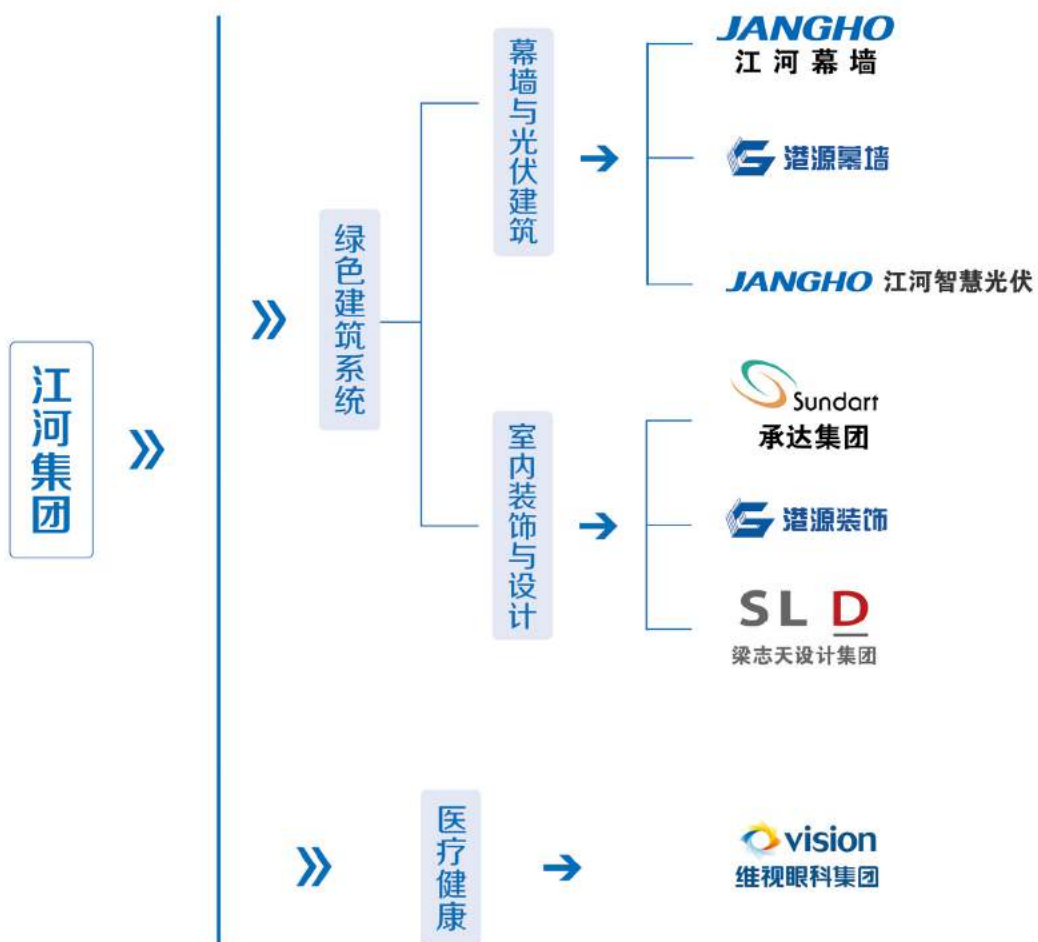 江河集团
绿色建筑系统
幕墙与光伏建筑
JANGHO
江河幕墙
港源幕墙
JANGHO 江河智慧光伏
室内装饰与设计
Sundart
承达集团
港源装饰
SLD
梁志天设计集团
医疗健康
vision
维视眼科集团